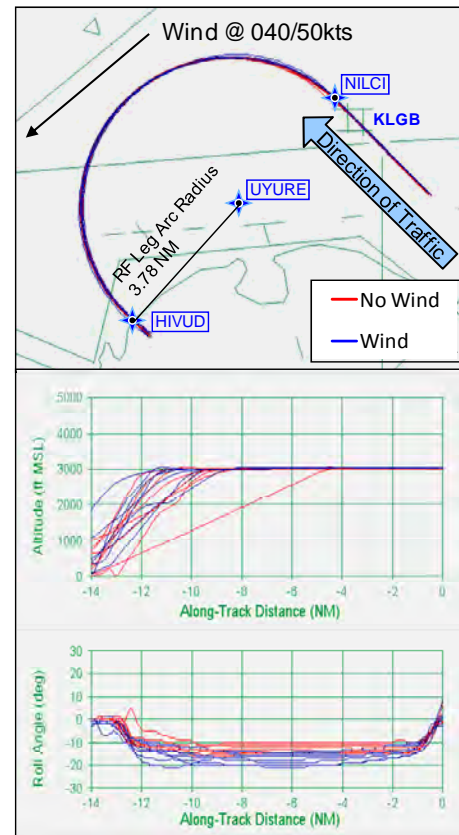 Wind @ 040/50kts
NILCI
KLGB
Direction of Traffic
UYURE
RF Leg Arc Radius
3.78 NM
HIVUD
No Wind
Wind
5000
4000
3000
2000
1000
0
Altitude (ft MSL)
-14 -12 -10 -8 -6 -4 -2 0
Along-Track Distance (NM)
30
20
10
0
-10
-20
-30
Roll Angle (deg)
-14 -12 -10 -8 -6 -4 -2 0
Along-Track Distance (NM)